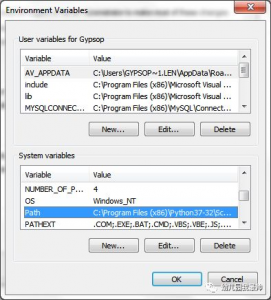 Environment Variables
User variables for Gypsop
Variable Value
AV_APPDATA C:\Users\GYPSOP~1.LEN\AppData\Roa...
include C:\Program Files (x86)\Microsoft Visual ...
lib C:\Program Files (x86)\Microsoft Visual ...
MYSQLCONNEC... C:\Program Files (x86)\MySQL\Connect...
New... Edit... Delete
System variables
Variable Value
NUMBER_OF_P... 4
OS Windows_NT
Path C:\Program Files (x86)\Python37-32\Sc...
PATHEXT .COM;.EXE;.BAT;.CMD;.VBS;.VBE;.JS;...
New... Edit... Delete
OK Cancel